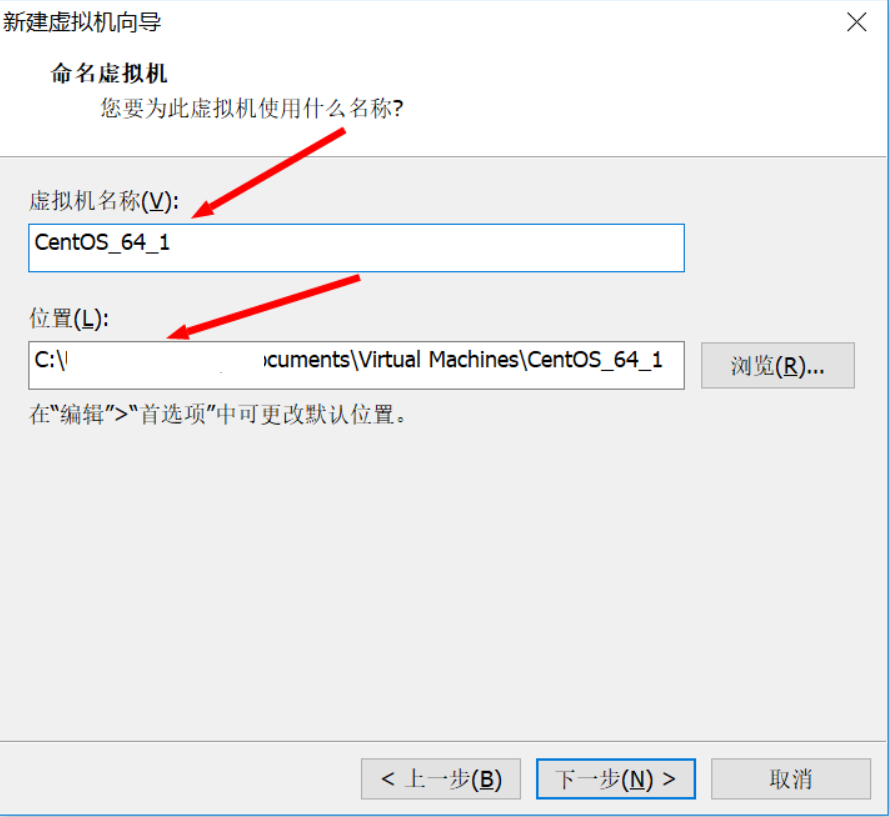 新建虚拟机向导
命名虚拟机
您要为此虚拟机使用什么名称?
虚拟机名称(V):
CentOS_64_1
位置(L):
C:\ ocuments\Virtual Machines\CentOS_64_1
浏览(R)...
在“编辑”>“首选项”中可更改默认位置。
< 上一步(B)
下一步(N) >
取消